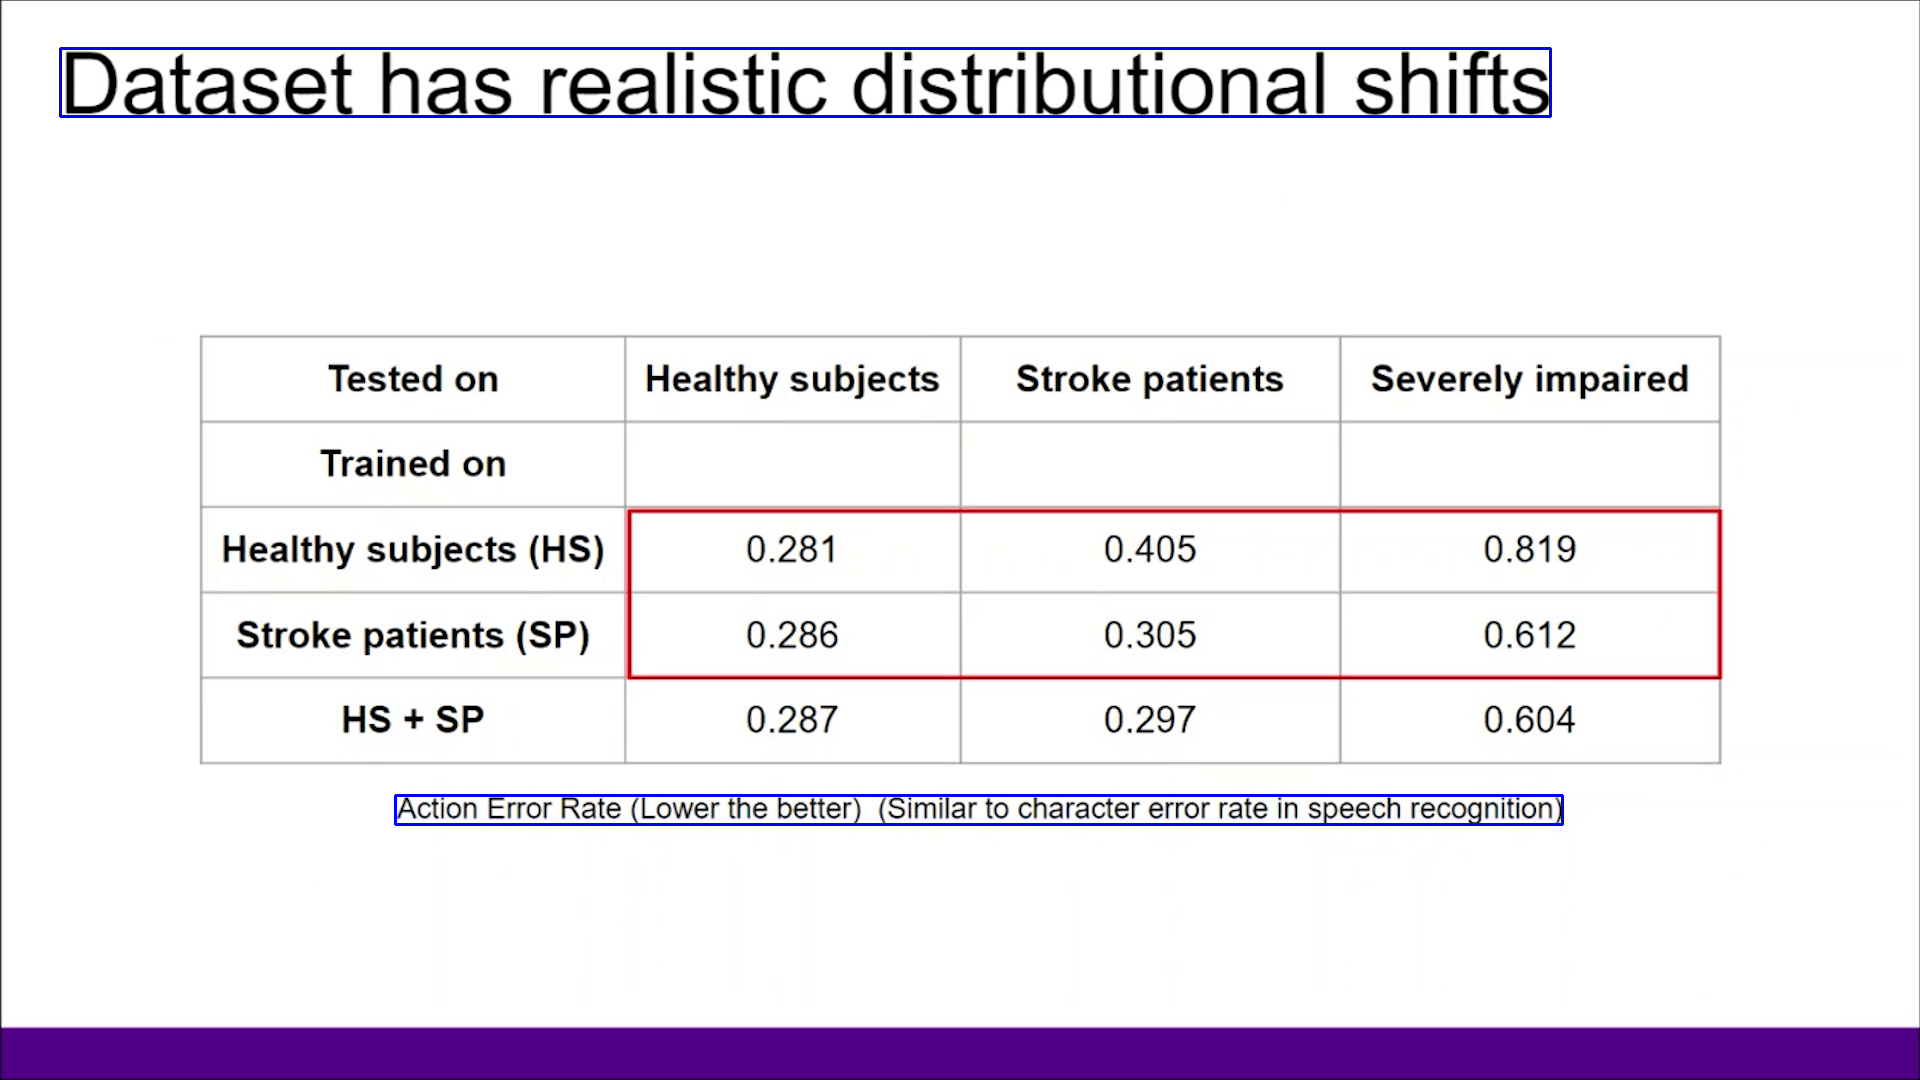 Dataset has realistic distributional shifts
Tested on Healthy subjects Stroke patients Severely impaired
Trained on
Healthy subjects (HS) 0.281 0.405 0.819
Stroke patients (SP) 0.286 0.305 0.612
HS + SP 0.287 0.297 0.604
Action Error Rate (Lower the better) (Similar to character error rate in speech recognition)